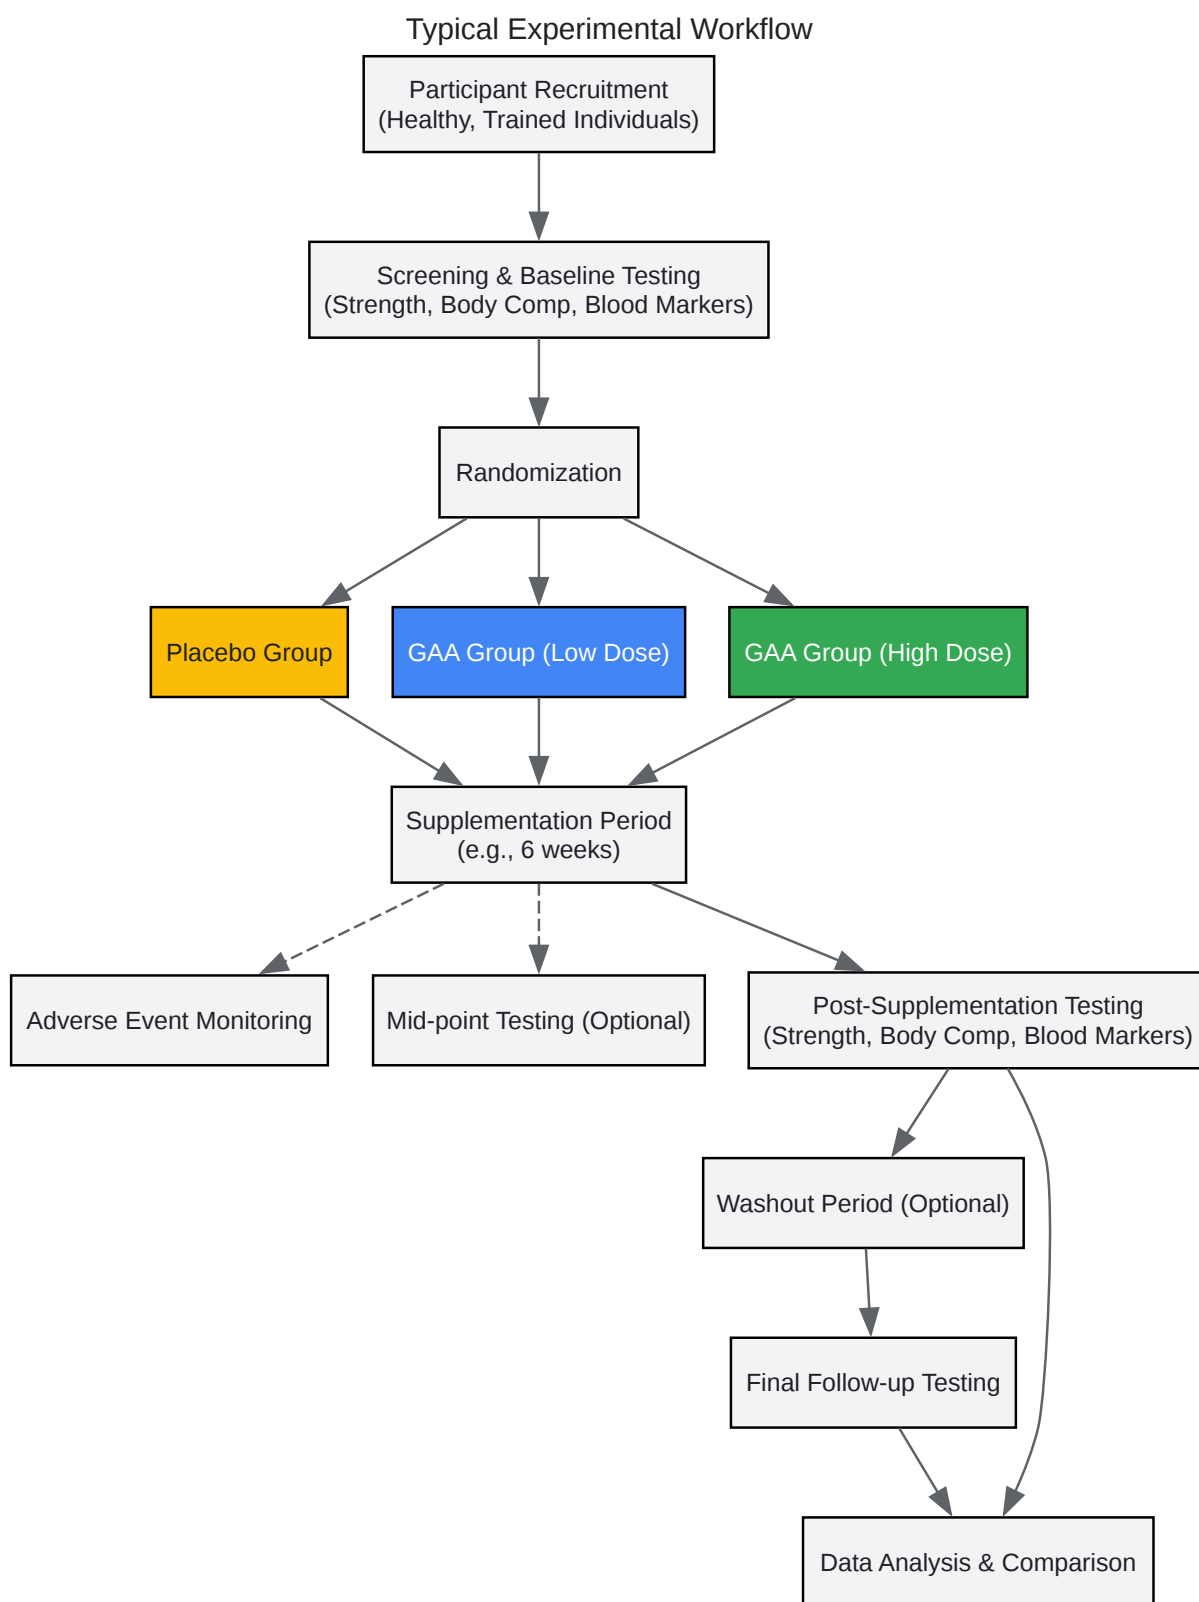 Typical Experimental Workflow
Participant Recruitment
(Healthy, Trained Individuals)
Screening & Baseline Testing
(Strength, Body Comp, Blood Markers)
Randomization
Placebo Group
GAA Group (Low Dose)
GAA Group (High Dose)
Supplementation Period
(e.g., 6 weeks)
Adverse Event Monitoring
Mid-point Testing (Optional)
Post-Supplementation Testing
(Strength, Body Comp, Blood Markers)
Washout Period (Optional)
Final Follow-up Testing
Data Analysis & Comparison